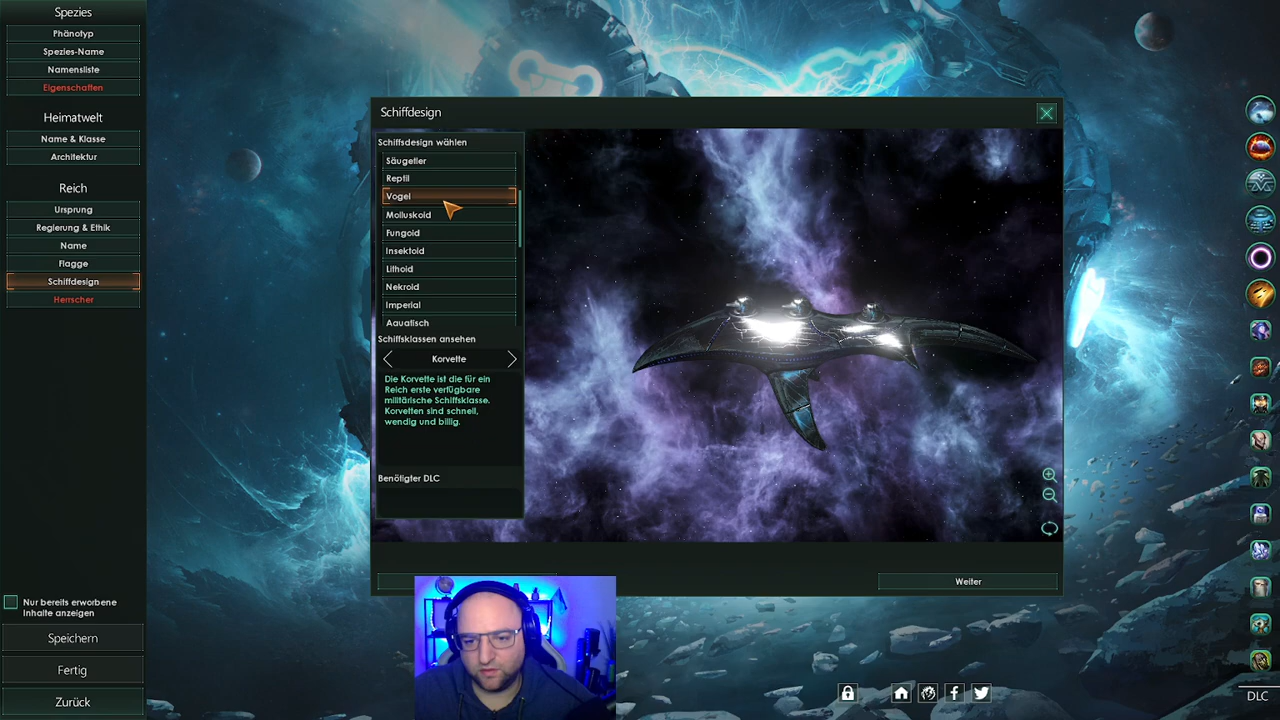 Spezies
Phänotyp
Spezies-Name
Namensliste
Eigenschaften
Heimatwelt
Name & Klasse
Architektur
Reich
Ursprung
Regierung & Ethik
Name
Flagge
Schiffdesign
Herrscher
Nur bereits erworbene
Inhalte anzeigen
Speichern
Fertig
Zurück
Schiffdesign
Schiffsdesign wählen
Säugetier
Reptil
Vogel
Molluskoid
Fungoid
Insektoid
Lithoid
Nekroid
Imperial
Aquatisch
Schiffsklassen ansehen
Korvette
Die Korvette ist die für ein
Reich erste verfügbare
militärische Schiffsklasse.
Korvetten sind schnell,
wendig und billig.
Benötigter DLC
Weiter
DLC